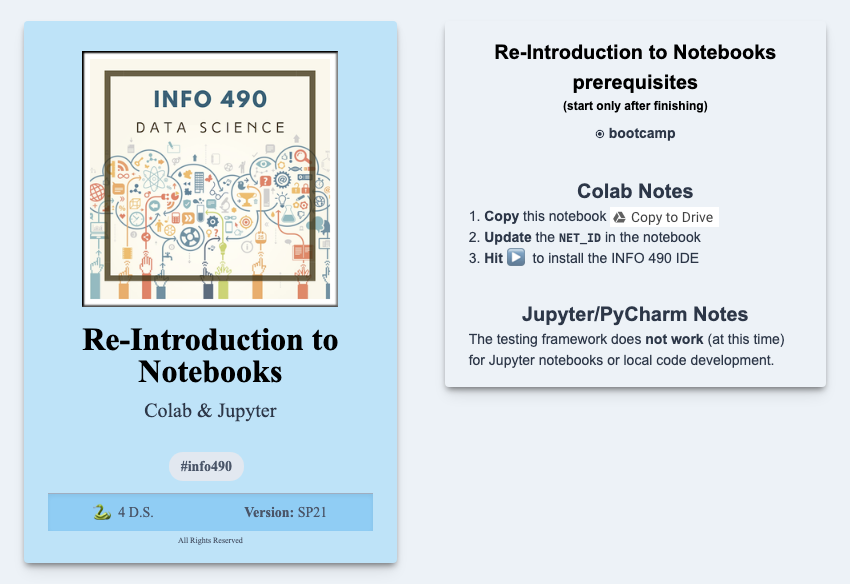 INFO 490
DATA SCIENCE
Re-Introduction to
Notebooks
Colab & Jupyter
#info490
4 D.S.
Version: SP21
All Rights Reserved
Re-Introduction to Notebooks
prerequisites
(start only after finishing)
bootcamp
Colab Notes
1. Copy this notebook Copy to Drive
2. Update the NET_ID in the notebook
3. Hit ▶️ to install the INFO 490 IDE
Jupyter/PyCharm Notes
The testing framework does not work (at this time)
for Jupyter notebooks or local code development.